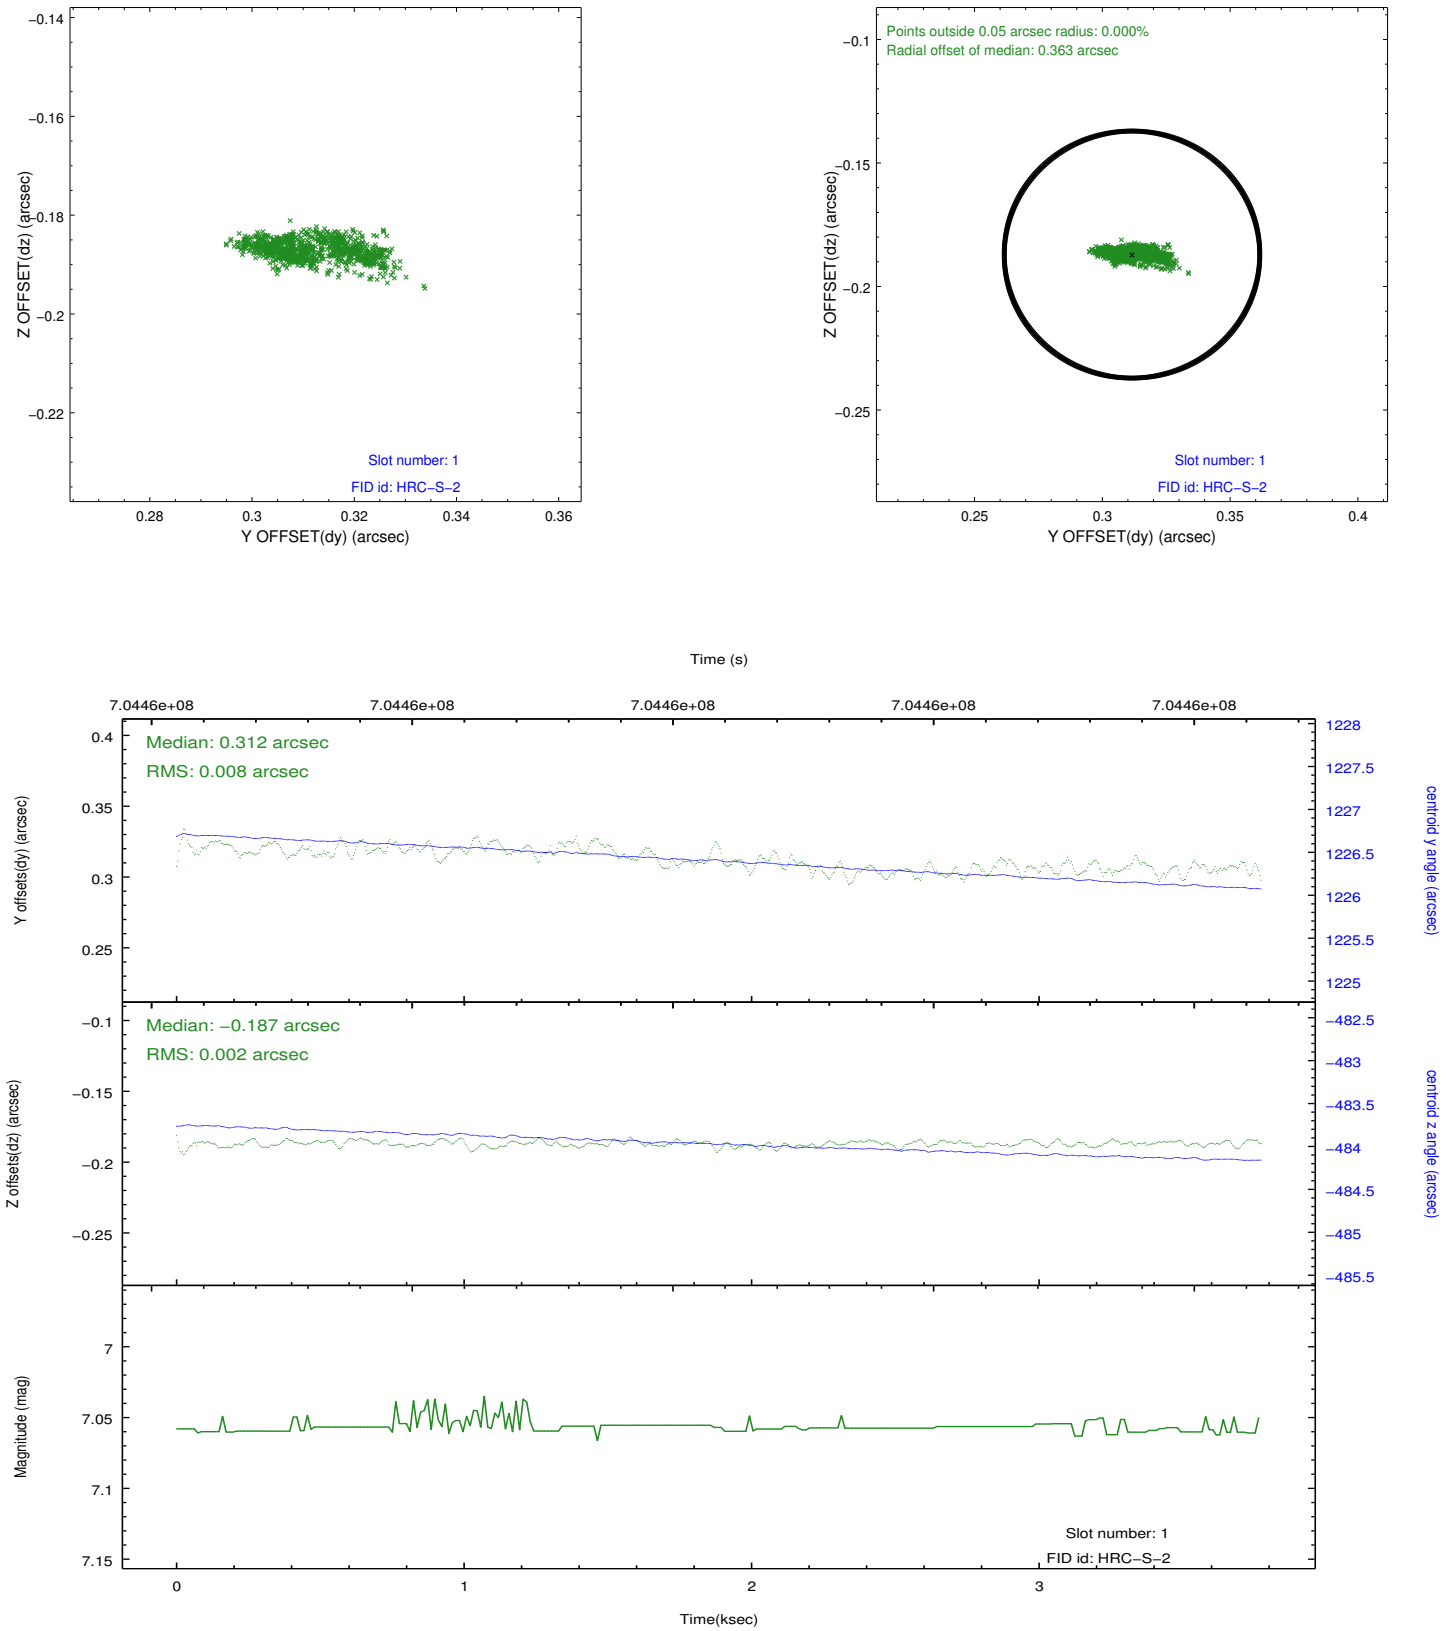 −0.14
−0.16
−0.18
−0.2
−0.22
Z OFFSET(dz) (arcsec)
Slot number: 1
FID id: HRC−S−2
0.28 0.3 0.32 0.34 0.36
Y OFFSET(dy) (arcsec)
Points outside 0.05 arcsec radius: 0.000%
Radial offset of median: 0.363 arcsec
−0.1
−0.15
−0.2
−0.25
Z OFFSET(dz) (arcsec)
Slot number: 1
FID id: HRC−S−2
0.25 0.3 0.35 0.4
Y OFFSET(dy) (arcsec)
Time (s)
7.0446e+08 7.0446e+08 7.0446e+08 7.0446e+08 7.0446e+08
Median: 0.312 arcsec
RMS: 0.008 arcsec
0.4
0.35
0.3
0.25
Y offsets(dy) (arcsec)
1228
1227.5
1227
1226.5
1226
1225.5
1225
centroid y angle (arcsec)
Median: −0.187 arcsec
RMS: 0.002 arcsec
−0.1
−0.15
−0.2
−0.25
Z offsets(dz) (arcsec)
−482.5
−483
−483.5
−484
−484.5
−485
−485.5
centroid z angle (arcsec)
7
7.05
7.1
7.15
Magnitude (mag)
Slot number: 1
FID id: HRC−S−2
0 1 2 3
Time(ksec)